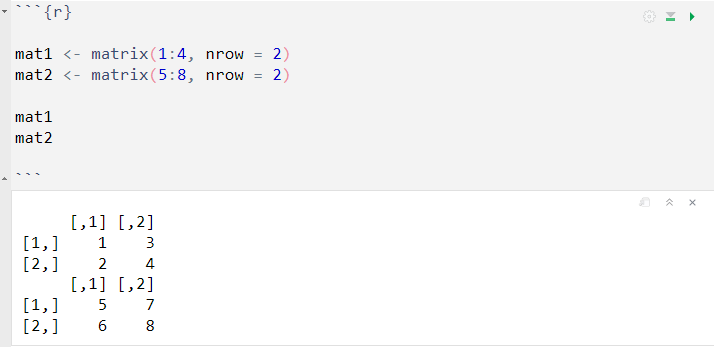 ```{r}
mat1 <- matrix(1:4, nrow = 2)
mat2 <- matrix(5:8, nrow = 2)
mat1
mat2
```
     [,1] [,2]
[1,]    1    3
[2,]    2    4
     [,1] [,2]
[1,]    5    7
[2,]    6    8